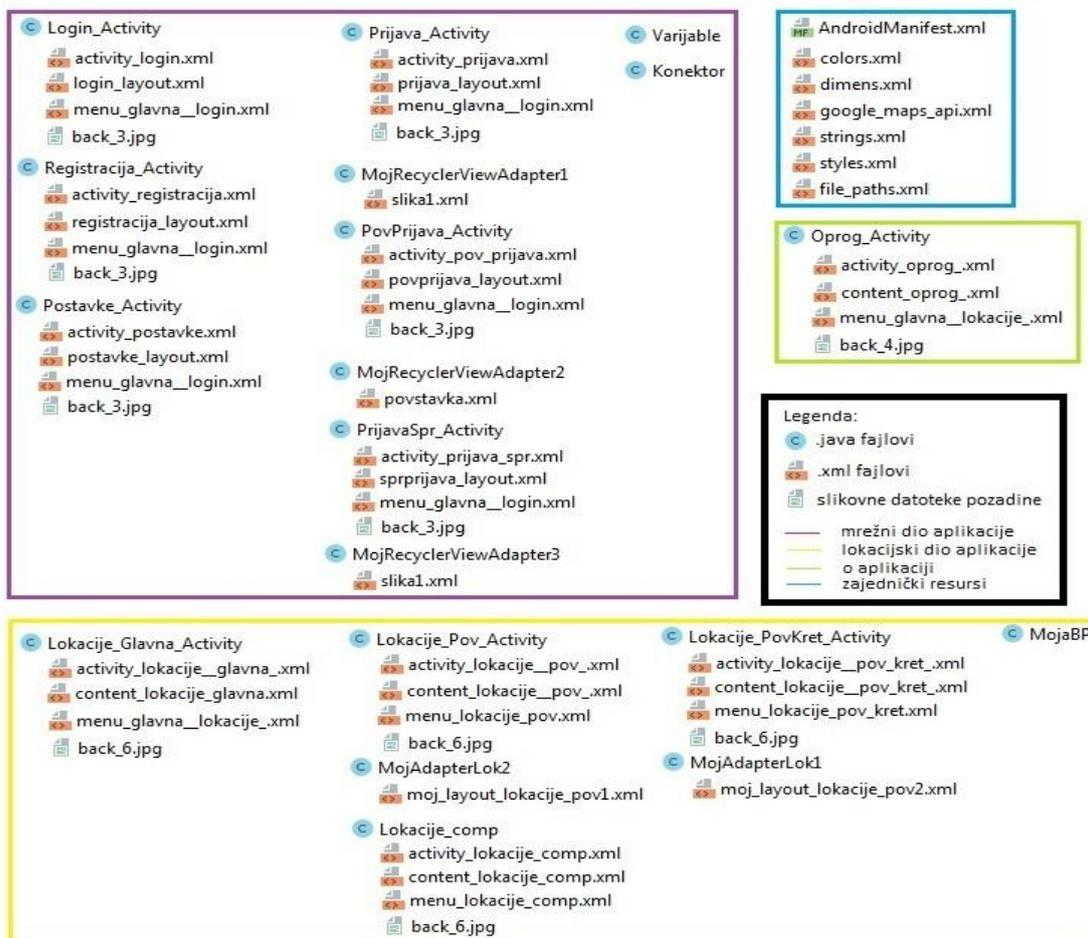 Login_Activity
activity_login.xml
login_layout.xml
menu_glavna__login.xml
back_3.jpg
Registracija_Activity
activity_registracija.xml
registracija_layout.xml
menu_glavna__login.xml
back_3.jpg
Postavke_Activity
activity_postavke.xml
postavke_layout.xml
menu_glavna__login.xml
back_3.jpg
Prijava_Activity
activity_prijava.xml
prijava_layout.xml
menu_glavna__login.xml
back_3.jpg
MojRecyclerViewAdapter1
slika1.xml
PovPrijava_Activity
activity_pov_prijava.xml
povprijava_layout.xml
menu_glavna__login.xml
back_3.jpg
MojRecyclerViewAdapter2
povstavka.xml
PrijavaSpr_Activity
activity_prijava_spr.xml
sprprijava_layout.xml
menu_glavna__login.xml
back_3.jpg
MojRecyclerViewAdapter3
slika1.xml
Varijable
Konektor
AndroidManifest.xml
colors.xml
dimens.xml
google_maps_api.xml
strings.xml
styles.xml
file_paths.xml
Oprog_Activity
activity_oprog_.xml
content_oprog_.xml
menu_glavna__lokacije_.xml
back_4.jpg
Legenda:
.java fajlovi
.xml fajlovi
slikovne datoteke pozadine
mrežni dio aplikacije
lokacijski dio aplikacije
o aplikaciji
zajednički resursi
Lokacije_Glavna_Activity
activity_lokacije__glavna_.xml
content_lokacije_glavna.xml
menu_glavna__lokacije_.xml
back_6.jpg
Lokacije_Pov_Activity
activity_lokacije__pov_.xml
content_lokacije__pov_.xml
menu_lokacije_pov.xml
back_6.jpg
MojAdapterLok2
moj_layout_lokacije_pov1.xml
Lokacije_comp
activity_lokacije_comp.xml
content_lokacije_comp.xml
menu_lokacije_comp.xml
back_6.jpg
Lokacije_PovKret_Activity
activity_lokacije__pov_kret_.xml
content_lokacije__pov_kret_.xml
menu_lokacije_pov_kret.xml
back_6.jpg
MojAdapterLok1
moj_layout_lokacije_pov2.xml
MojaBP